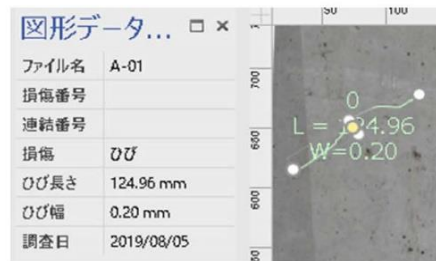 図形データ...
ファイル名 A-01
損傷番号
連結番号
損傷 ひび
ひび長さ 124.96 mm
ひび幅 0.20 mm
調査日 2019/08/05
50 100
700
600
600
0
L = 124.96
W=0.20